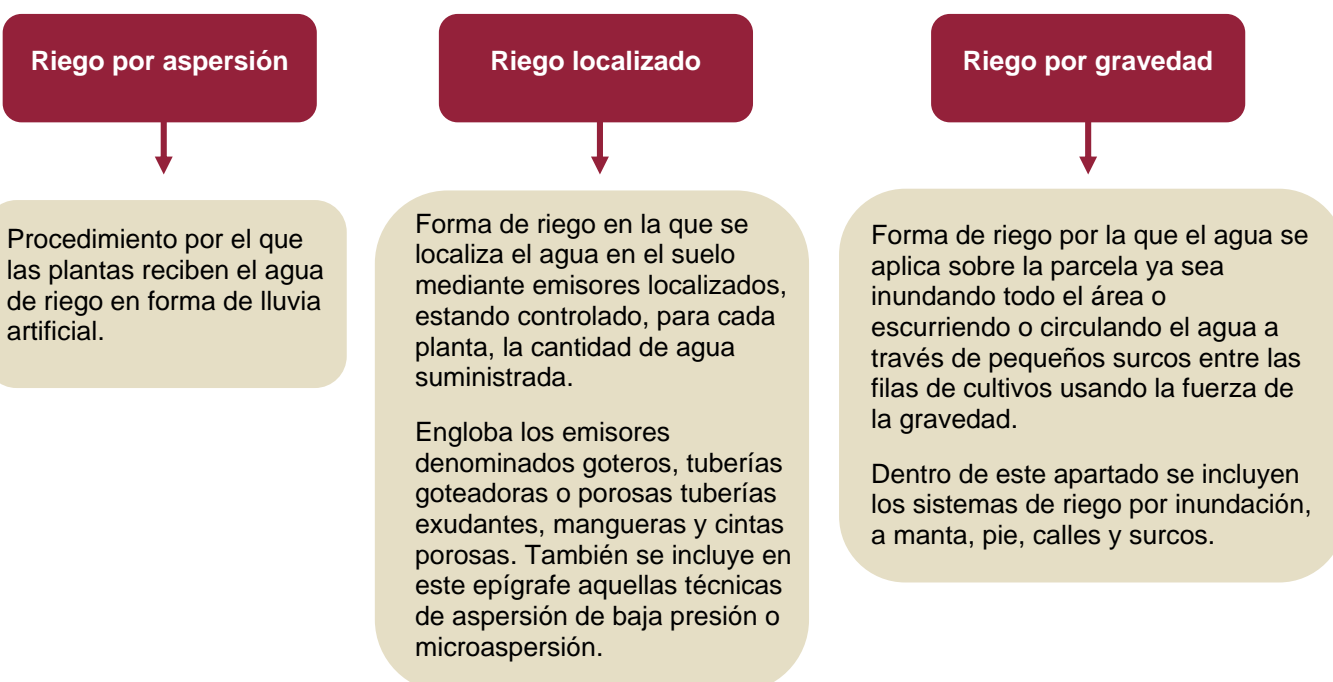 Riego por aspersión
Procedimiento por el que
las plantas reciben el agua
de riego en forma de lluvia
artificial.
Riego localizado
Forma de riego en la que se
localiza el agua en el suelo
mediante emisores localizados,
estando controlado, para cada
planta, la cantidad de agua
suministrada.
Engloba los emisores
denominados goteros, tuberías
goteadoras o porosas tuberías
exudantes, mangueras y cintas
porosas. También se incluye en
este epígrafe aquellas técnicas
de aspersión de baja presión o
microaspersión.
Riego por gravedad
Forma de riego por la que el agua se
aplica sobre la parcela ya sea
inundando todo el área o
escurriendo o circulando el agua a
través de pequeños surcos entre las
filas de cultivos usando la fuerza de
la gravedad.
Dentro de este apartado se incluyen
los sistemas de riego por inundación,
a manta, pie, calles y surcos.